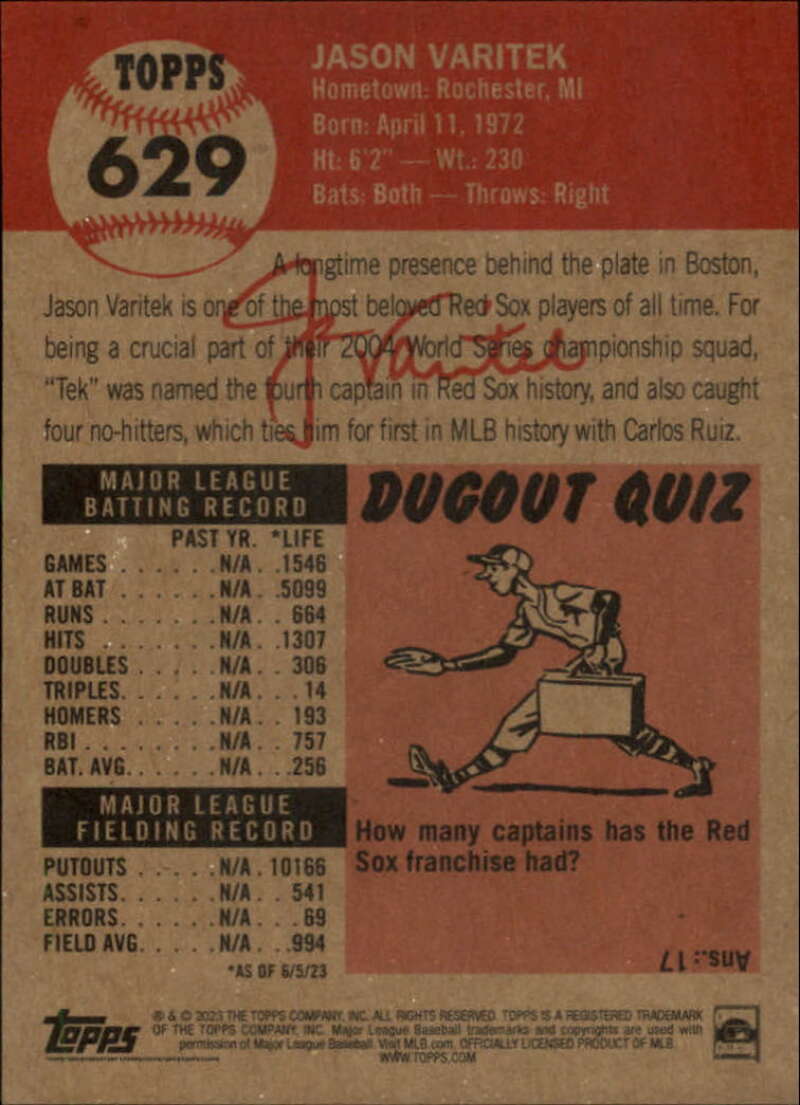 TOPPS
629
JASON VARITEK
Hometown: Rochester, MI
Born: April 11, 1972
Ht: 6'2" — Wt.: 230
Bats: Both — Throws: Right
A longtime presence behind the plate in Boston,
Jason Varitek is one of the most beloved Red Sox players of all time. For
being a crucial part of their 2004 World Series championship squad,
"Tek" was named the fourth captain in Red Sox history, and also caught
four no-hitters, which ties him for first in MLB history with Carlos Ruiz.
Jason Varitek
MAJOR LEAGUE
BATTING RECORD
PAST YR. *LIFE
GAMES . . . . . . N/A . .1546
AT BAT . . . . . . N/A . .5099
RUNS . . . . . . . N/A . . 664
HITS . . . . . . . N/A . .1307
DOUBLES . . . . . N/A . . 306
TRIPLES. . . . . . N/A . . . 14
HOMERS . . . . . N/A . . 193
RBI . . . . . . . . N/A . . 757
BAT. AVG. . . . . N/A . . .256
MAJOR LEAGUE
FIELDING RECORD
PUTOUTS . . . . . N/A . 10166
ASSISTS. . . . . . N/A . . 541
ERRORS. . . . . . N/A . . . 69
FIELD AVG. . . . . N/A . . .994
*AS OF 6/5/23
DUGOUT QUIZ
How many captains has the Red
Sox franchise had?
Ans.: 17
Topps
® & © 2023 THE TOPPS COMPANY, INC. ALL RIGHTS RESERVED. TOPPS IS A REGISTERED TRADEMARK
OF THE TOPPS COMPANY, INC. Major League Baseball trademarks and copyrights are used with
permission of Major League Baseball. Visit MLB.com. OFFICIALLY LICENSED PRODUCT OF MLB.
WWW.TOPPS.COM